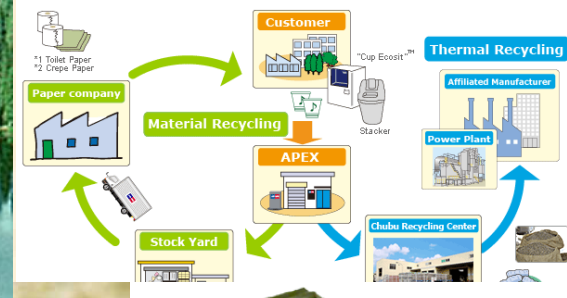 *1 Toilet Paper
*2 Crepe Paper
Customer
"Cup Ecosit"™
Thermal Recycling
Paper company
Affiliated Manufacturer
Material Recycling
Stacker
Power Plant
APEX
Stock Yard
Chubu Recycling Center